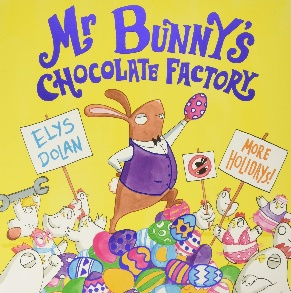 Mr BUNNY'S
CHOCOLATE FACTORY
ELYS
DOLAN
MORE
HOLIDAYS!